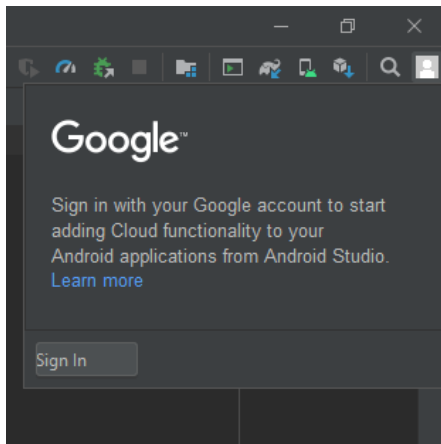 Google™
Sign in with your Google account to start
adding Cloud functionality to your
Android applications from Android Studio.
Learn more
Sign In